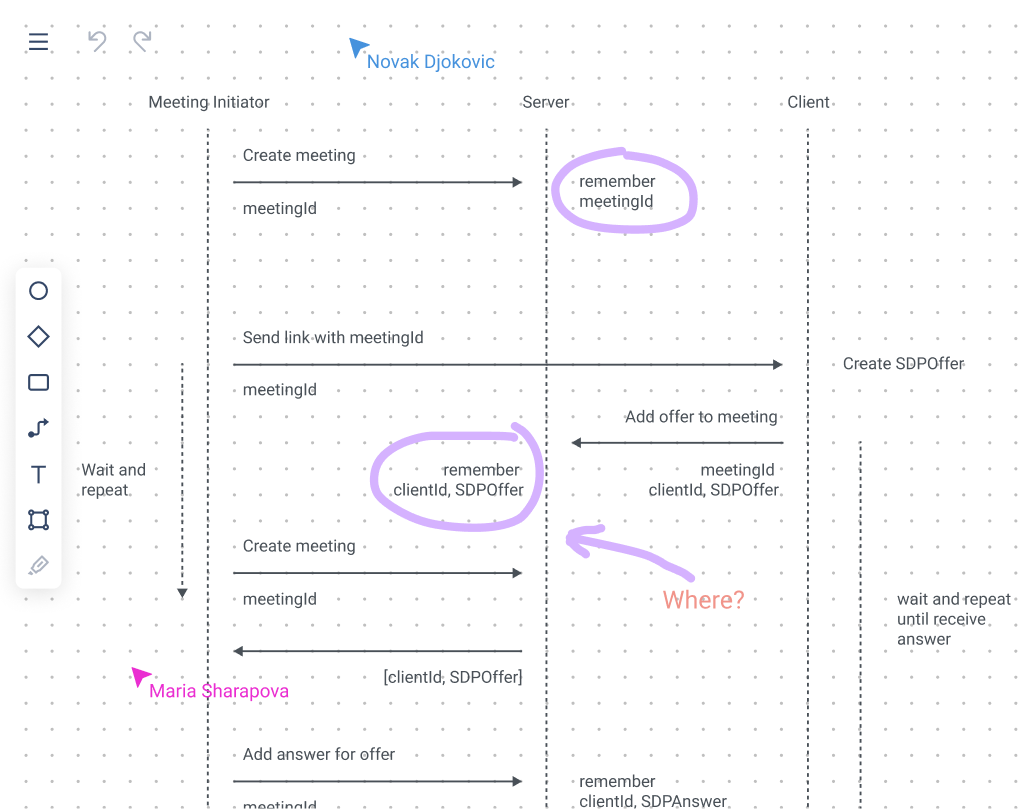 Novak Djokovic
Meeting Initiator
Server
Client
Create meeting
meetingId
remember
meetingId
Send link with meetingId
meetingId
Create SDPOffer
Add offer to meeting
meetingId
clientId, SDPOffer
remember
clientId, SDPOffer
Wait and
repeat
Create meeting
meetingId
Where?
wait and repeat
until receive
answer
[clientId, SDPOffer]
Maria Sharapova
Add answer for offer
meetingId
remember
clientId, SDPAnswer
T